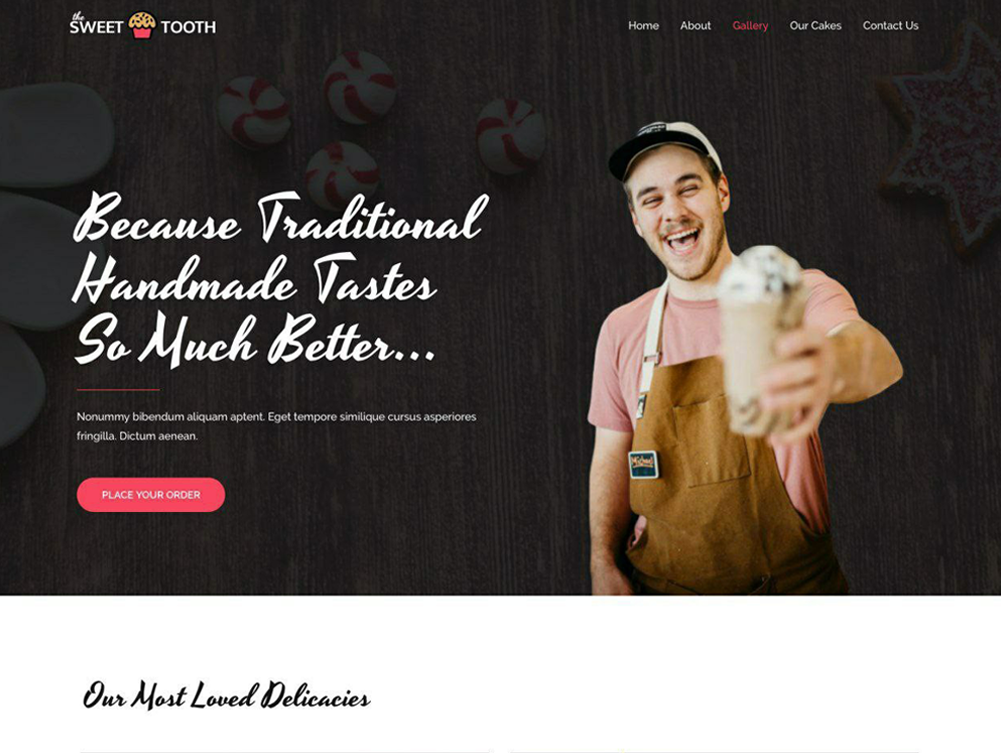 the
SWEET TOOTH
Home About Gallery Our Cakes Contact Us
Because Traditional
Handmade Tastes
So Much Better...
Nonummy bibendum aliquam aptent. Eget tempore similique cursus asperiores
fringilla. Dictum aenean.
PLACE YOUR ORDER
Our Most Loved Delicacies